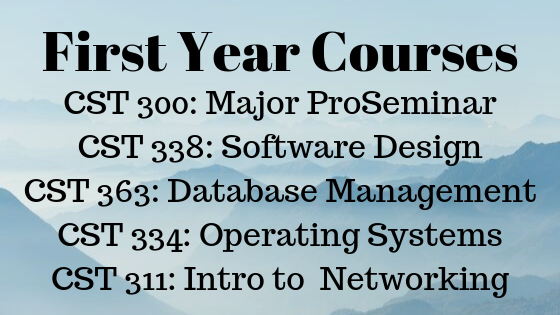 First Year Courses
CST 300: Major ProSeminar
CST 338: Software Design
CST 363: Database Management
CST 334: Operating Systems
CST 311: Intro to  Networking